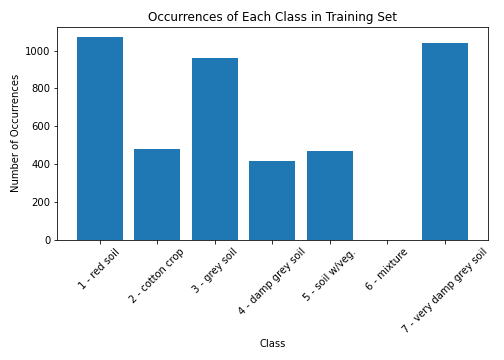 Occurrences of Each Class in Training Set
Number of Occurrences
1000
800
600
400
200
0
1 - red soil
2 - cotton crop
3 - grey soil
4 - damp grey soil
5 - soil w/veg.
6 - mixture
7 - very damp grey soil
Class